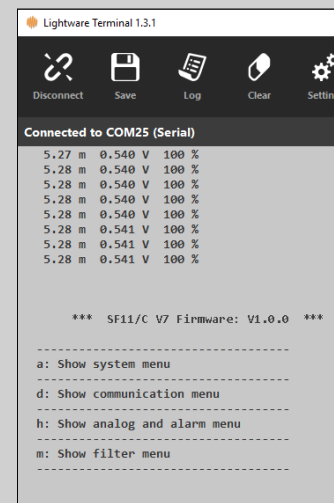 Lightware Terminal 1.3.1
Disconnect Save Log Clear
Connected to COM25 (Serial)
5.27 m 0.540 V 100 %
5.28 m 0.540 V 100 %
5.28 m 0.540 V 100 %
5.28 m 0.540 V 100 %
5.28 m 0.540 V 100 %
5.28 m 0.541 V 100 %
5.28 m 0.541 V 100 %
5.28 m 0.541 V 100 %
*** SF11/C V7 Firmware: V1.0.0 ***
------------------------------
a: Show system menu
------------------------------
d: Show communication menu
------------------------------
h: Show analog and alarm menu
------------------------------
m: Show filter menu
------------------------------